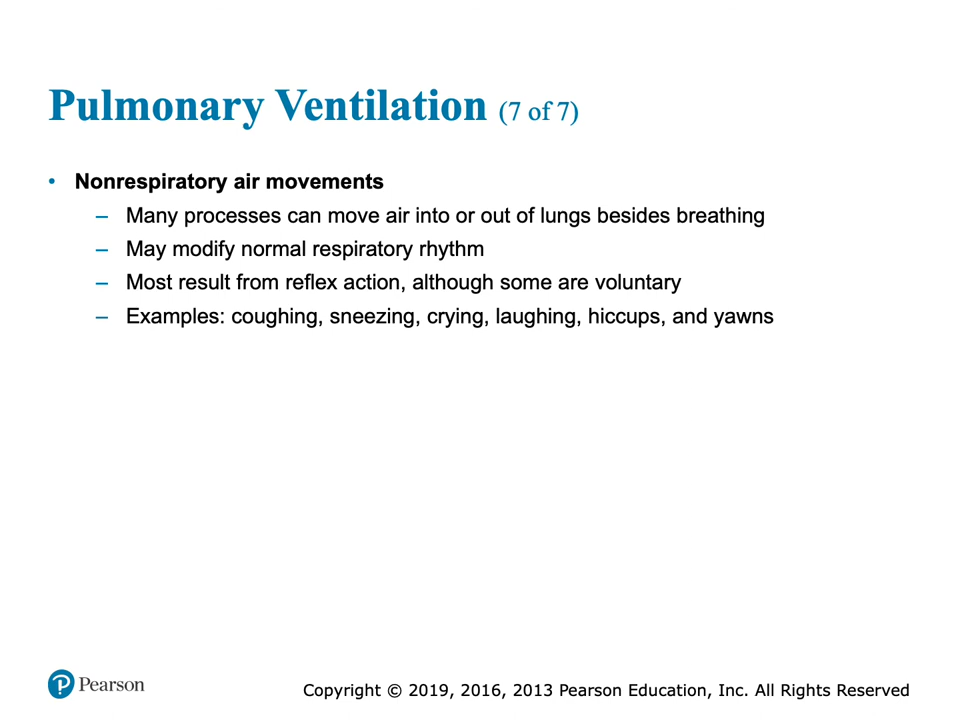 Pulmonary Ventilation (7 of 7)
• Nonrespiratory air movements
– Many processes can move air into or out of lungs besides breathing
– May modify normal respiratory rhythm
– Most result from reflex action, although some are voluntary
– Examples: coughing, sneezing, crying, laughing, hiccups, and yawns
Pearson
Copyright © 2019, 2016, 2013 Pearson Education, Inc. All Rights Reserved